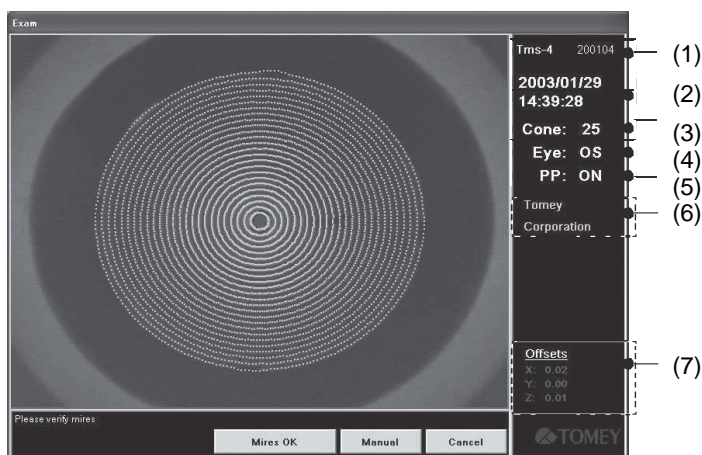 Exam
Tms-4 200104 (1)
2003/01/29
14:39:28 (2)
Cone: 25 (3)
Eye: OS (4)
PP: ON (5)
Tomey
Corporation (6)
Offsets
X: 0.02
Y: 0.00
Z: 0.01
(7)
Please verify mires
Mires OK Manual Cancel
TOMEY